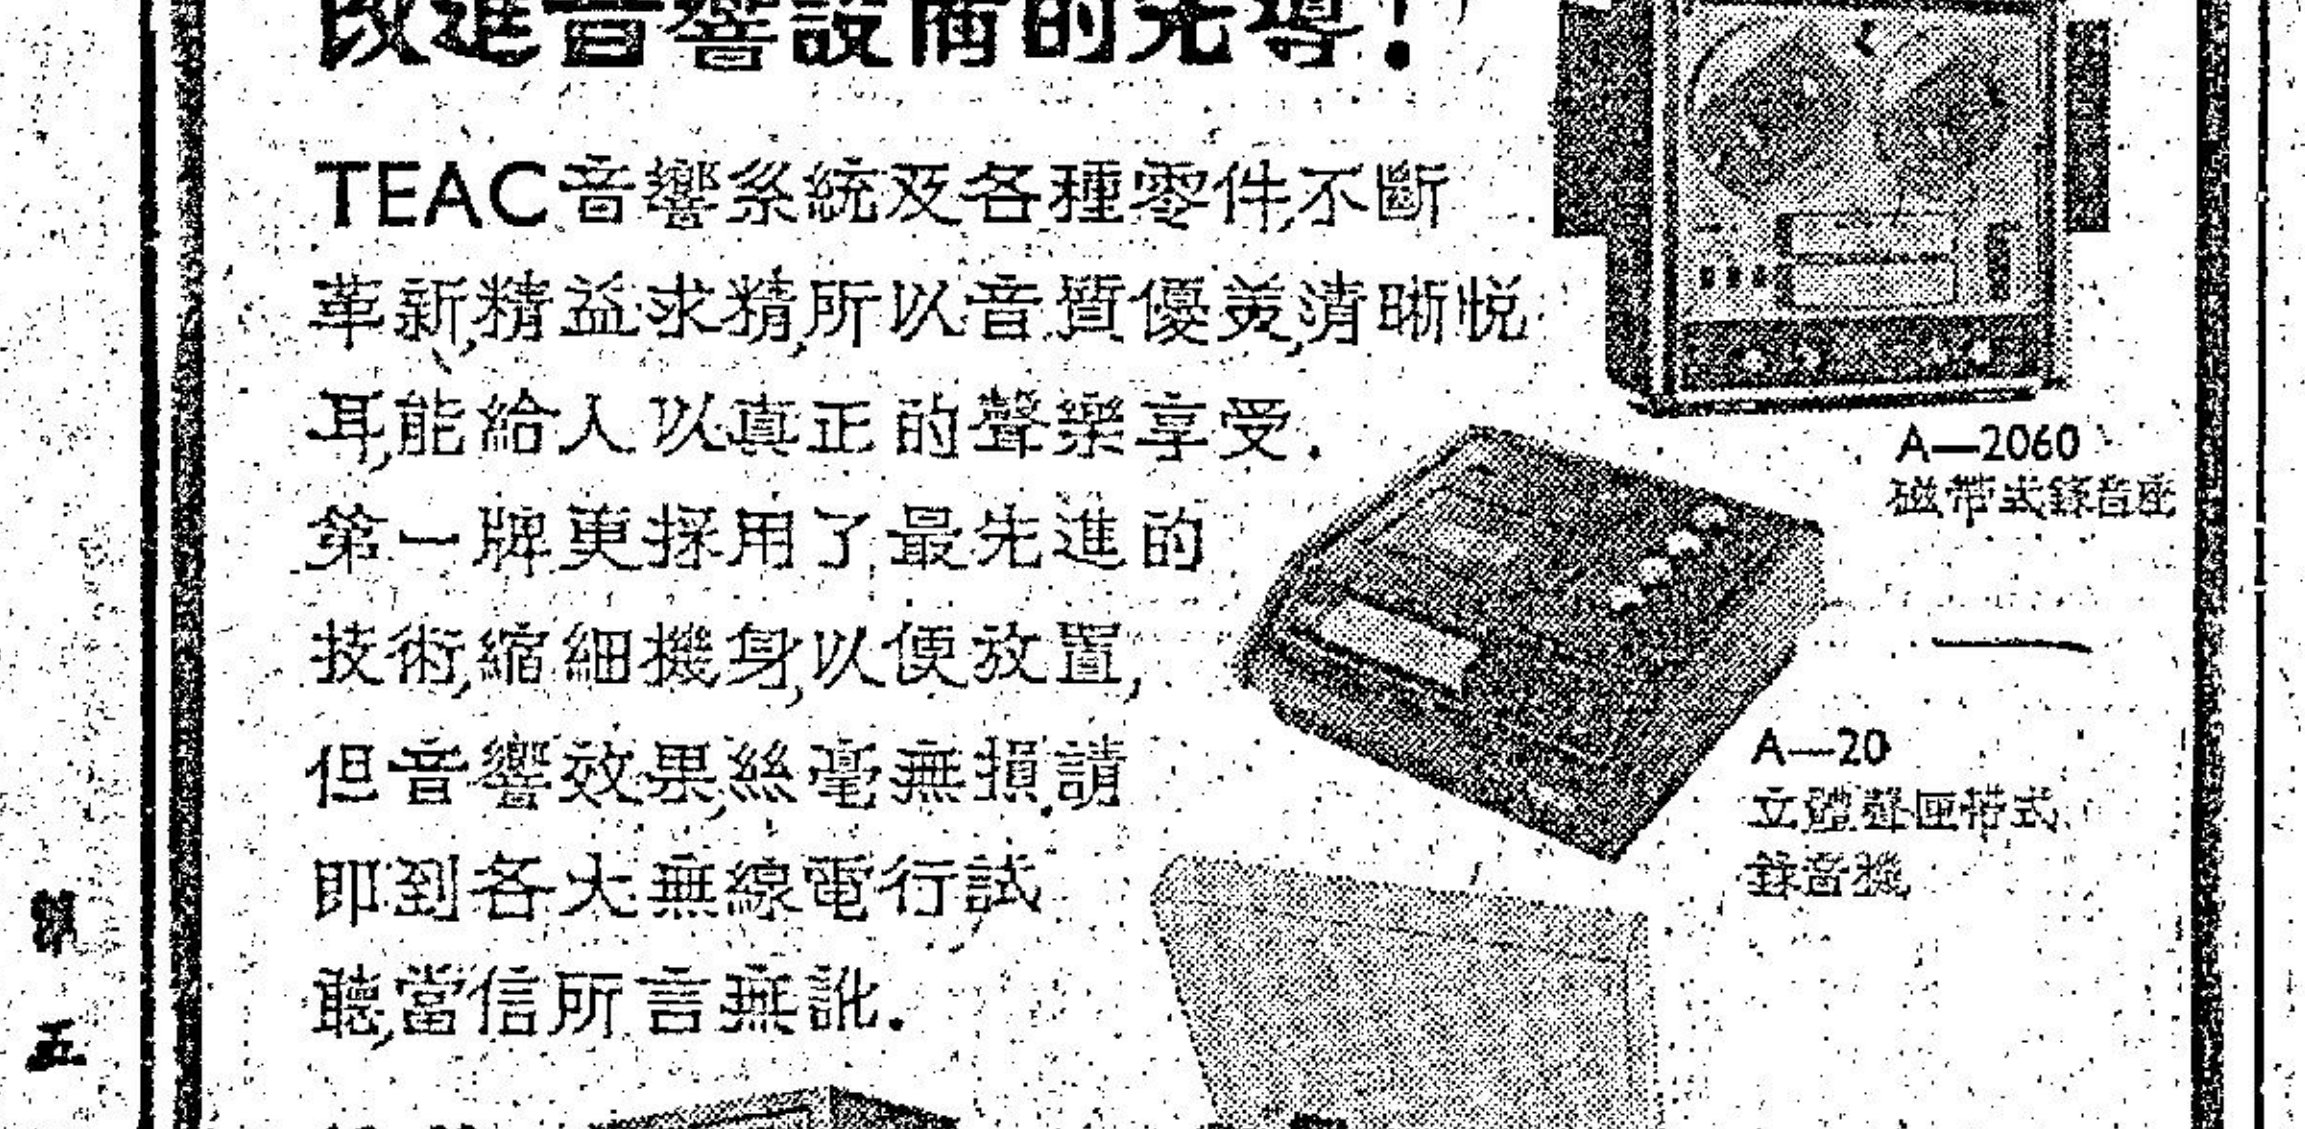 改進音響設備的先導!
TEAC音響系統及各種零件不斷
革新,精益求精,所以音質優美,清晰悅
耳,能給人以真正的聲樂享受.
第一牌更採用了最先進的
技術,縮細機身,以便放置,
但音響效果,絲毫無損,請
即到各大無線電行試
聽,當信所言無訛.
A—2060
磁帶式錄音座
A—20
立體聲匣帶式
錄音機
第五